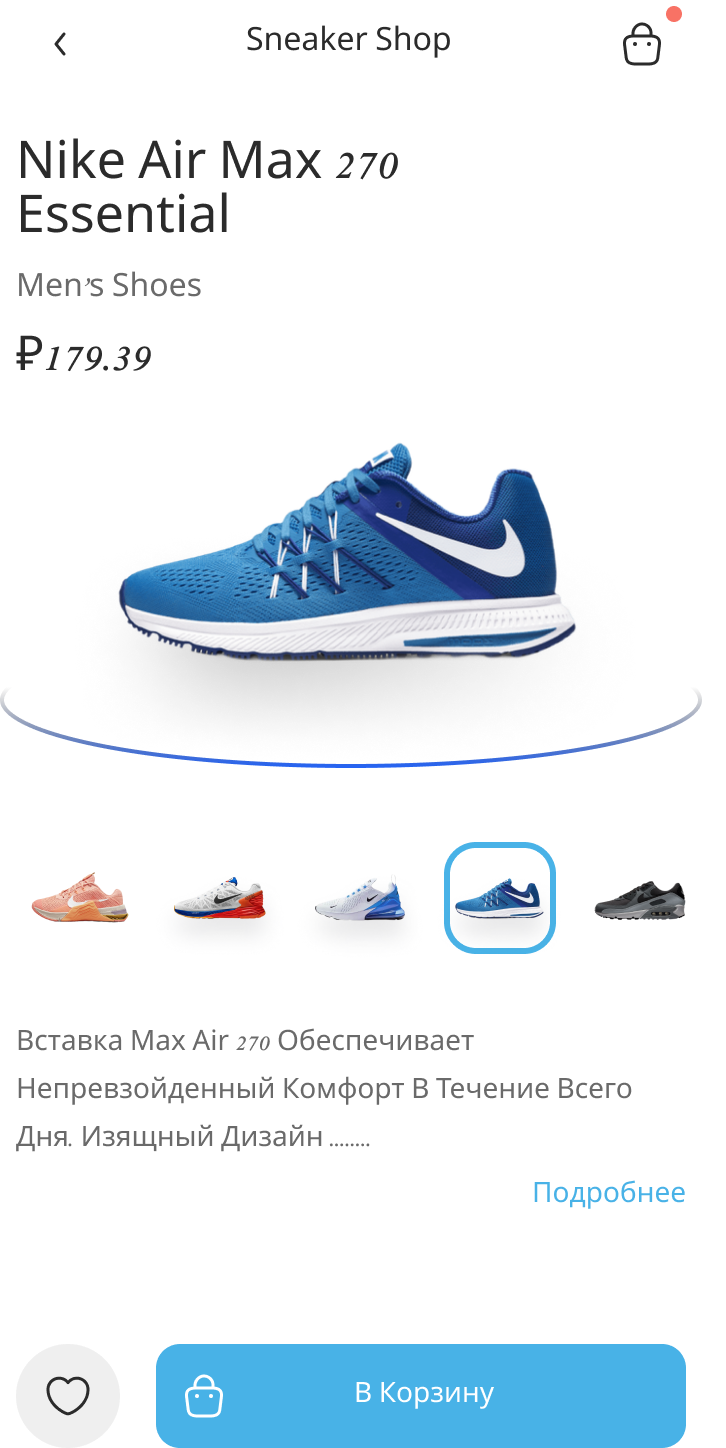 Sneaker Shop
Nike Air Max 270
Essential
Men’s Shoes
₽179.39
Вставка Max Air 270 Обеспечивает
Непревзойденный Комфорт В Течение Всего
Дня. Изящный Дизайн ........
Подробнее
В Корзину